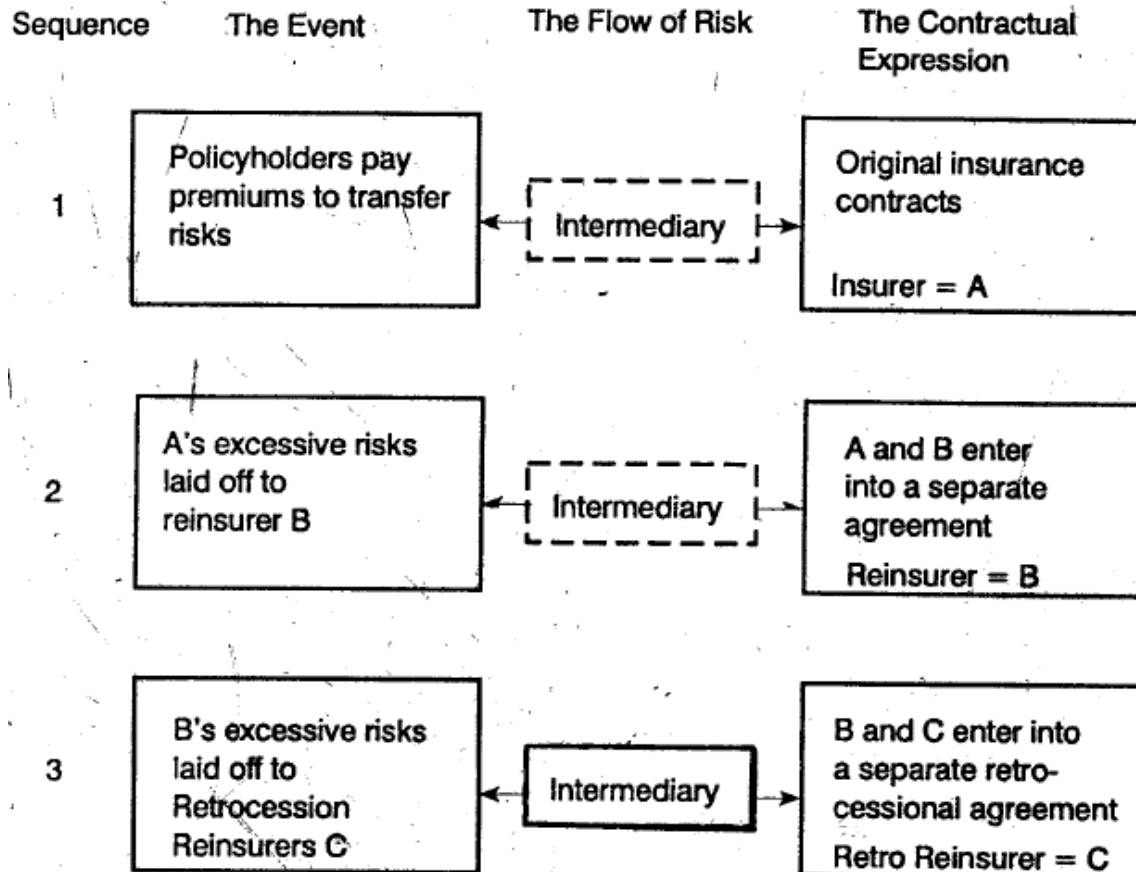 Sequence
The Event
The Flow of Risk
The Contractual
Expression
1
Policyholders pay
premiums to transfer
risks
Intermediary
Original insurance
contracts
Insurer = A
2
A's excessive risks
laid off to
reinsurer B
Intermediary
A and B enter
into a separate
agreement
Reinsurer = B
3
B's excessive risks
laid off to
Retrocession
Reinsurers C
Intermediary
B and C enter into
a separate retro-
cessional agreement
Retro Reinsurer = C